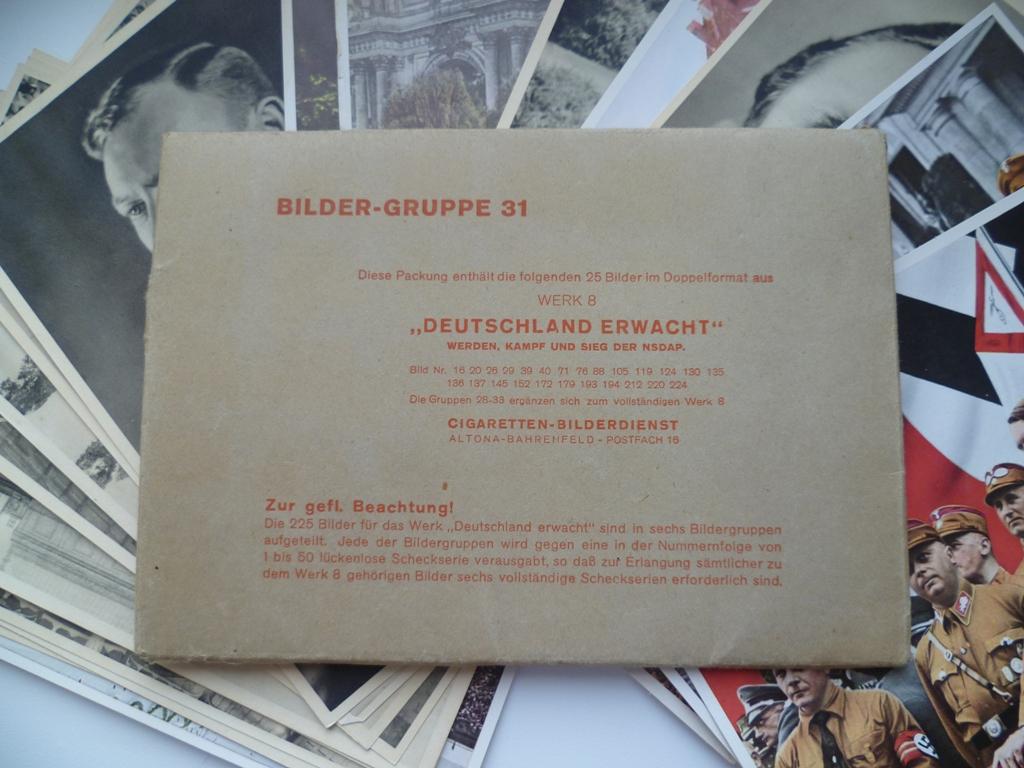 BILDER-GRUPPE 31
Diese Packung enthält die folgenden 25 Bilder im Doppelformat aus
WERK 8
„DEUTSCHLAND ERWACHT“
WERDEN, KAMPF UND SIEG DER NSDAP.
Bild Nr. 16 20 26 29 39 40 71 76 88 105 119 124 130 135
136 137 145 152 172 179 193 194 212 220 224
Die Gruppen 28-33 ergänzen sich zum vollständigen Werk 8
CIGARETTEN-BILDERDIENST
ALTONA-BAHRENFELD - POSTFACH 16
Zur gefl. Beachtung!
Die 225 Bilder für das Werk „Deutschland erwacht“ sind in sechs Bildergruppen
aufgeteilt. Jede der Bildergruppen wird gegen eine in der Nummernfolge von
1 bis 50 lückenlose Scheckserie verausgabt, so daß zur Erlangung sämtlicher zu
dem Werk 8 gehörigen Bilder sechs vollständige Scheckserien erforderlich sind.